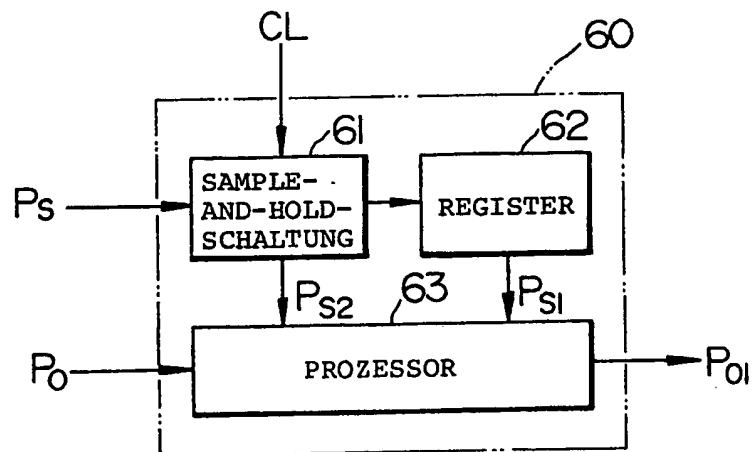 CL
60
61
62
SAMPLE-
AND-HOLD-
SCHALTUNG
REGISTER
PS
PS2
63
PS1
PO
PROZESSOR
PO1